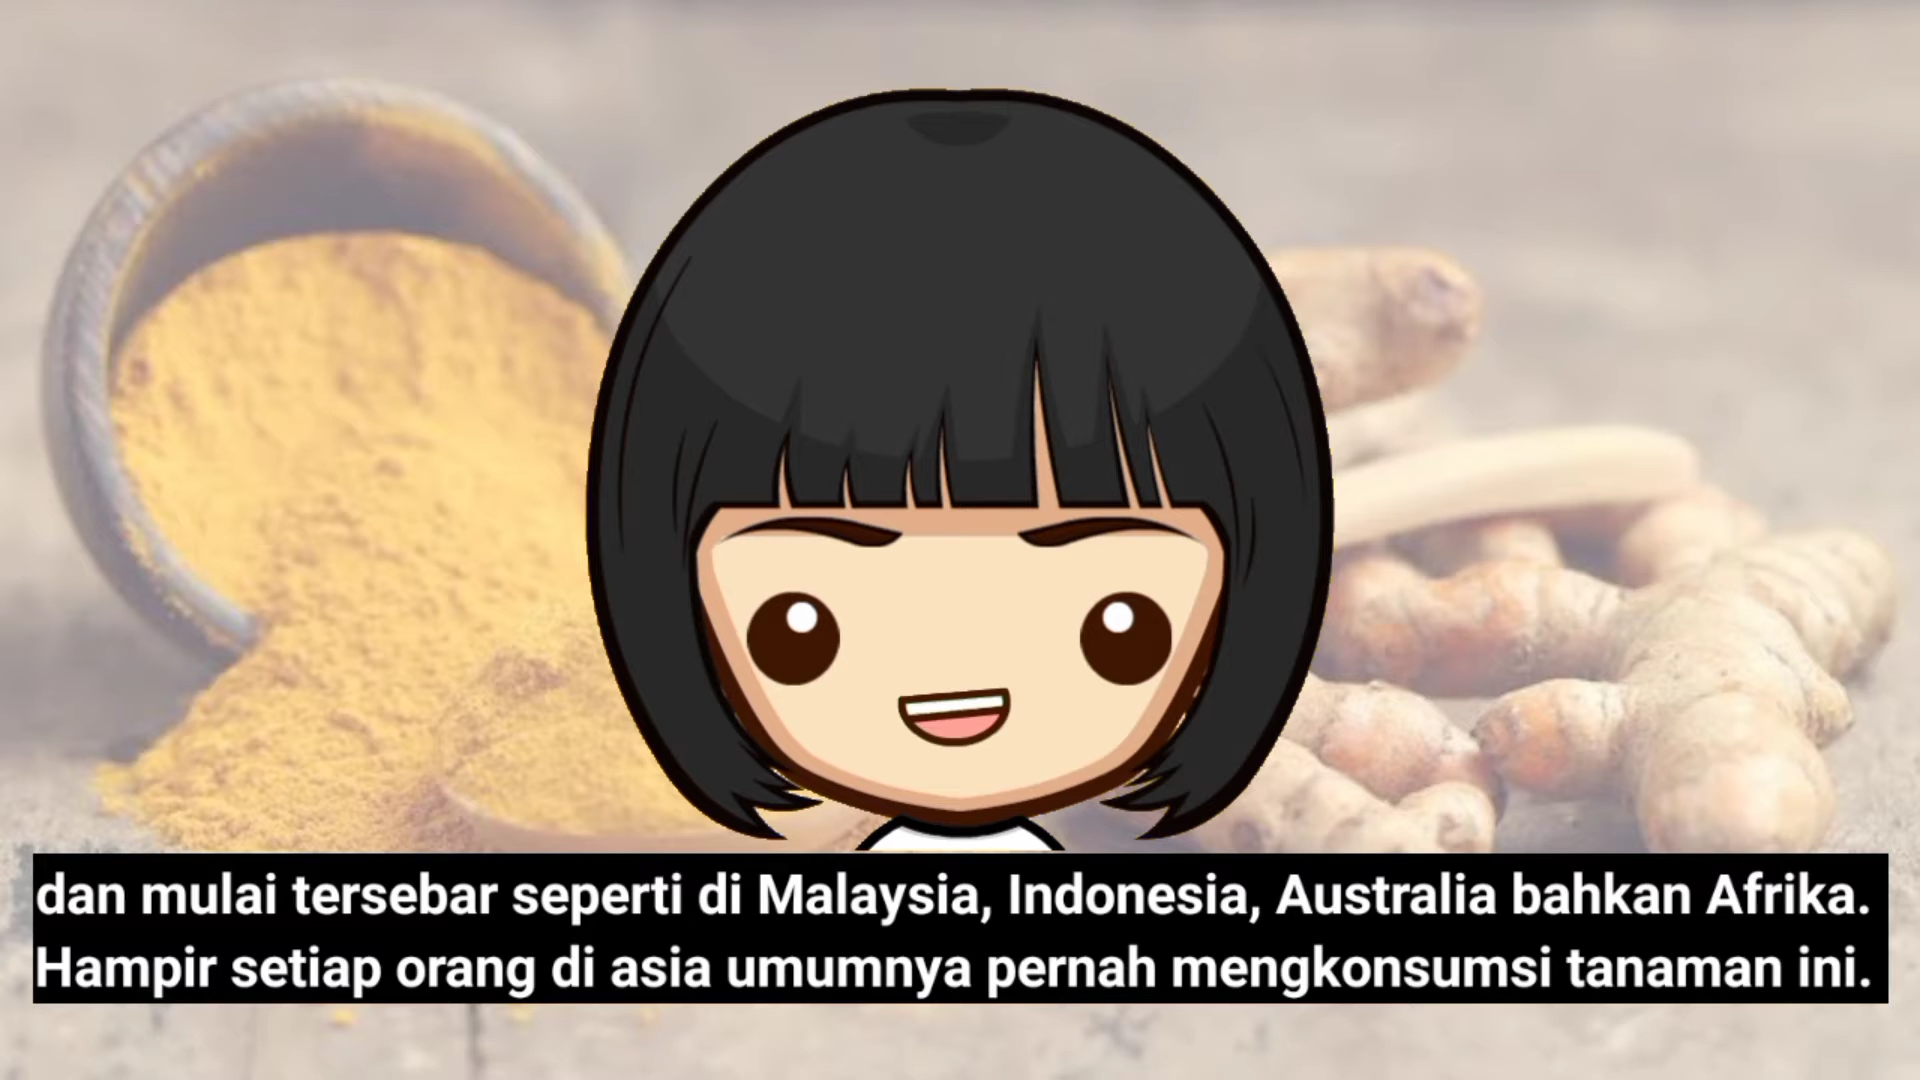 dan mulai tersebar seperti di Malaysia, Indonesia, Australia bahkan Afrika.
Hampir setiap orang di asia umumnya pernah mengkonsumsi tanaman ini.